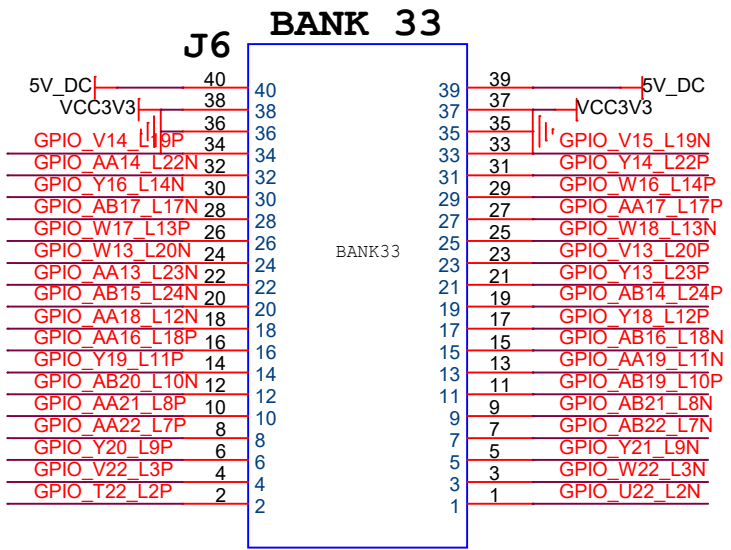 BANK 33
J6
5V_DC 40 40 39 39 5V_DC
VCC3V3 38 38 37 37 VCC3V3
36 36 35 35
GPIO_V14_L19P 34 34 33 33 GPIO_V15_L19N
GPIO_AA14_L22N 32 32 31 31 GPIO_Y14_L22P
GPIO_Y16_L14N 30 30 29 29 GPIO_W16_L14P
GPIO_AB17_L17N 28 28 27 27 GPIO_AA17_L17P
GPIO_W17_L13P 26 26 25 25 GPIO_W18_L13N
BANK33
GPIO_W13_L20N 24 24 23 23 GPIO_V13_L20P
GPIO_AA13_L23N 22 22 21 21 GPIO_Y13_L23P
GPIO_AB15_L24N 20 20 19 19 GPIO_AB14_L24P
GPIO_AA18_L12N 18 18 17 17 GPIO_Y18_L12P
GPIO_AA16_L18P 16 16 15 15 GPIO_AB16_L18N
GPIO_Y19_L11P 14 14 13 13 GPIO_AA19_L11N
GPIO_AB20_L10N 12 12 11 11 GPIO_AB19_L10P
GPIO_AA21_L8P 10 10 9 9 GPIO_AB21_L8N
GPIO_AA22_L7P 8 8 7 7 GPIO_AB22_L7N
GPIO_Y20_L9P 6 6 5 5 GPIO_Y21_L9N
GPIO_V22_L3P 4 4 3 3 GPIO_W22_L3N
GPIO_T22_L2P 2 2 1 1 GPIO_U22_L2N